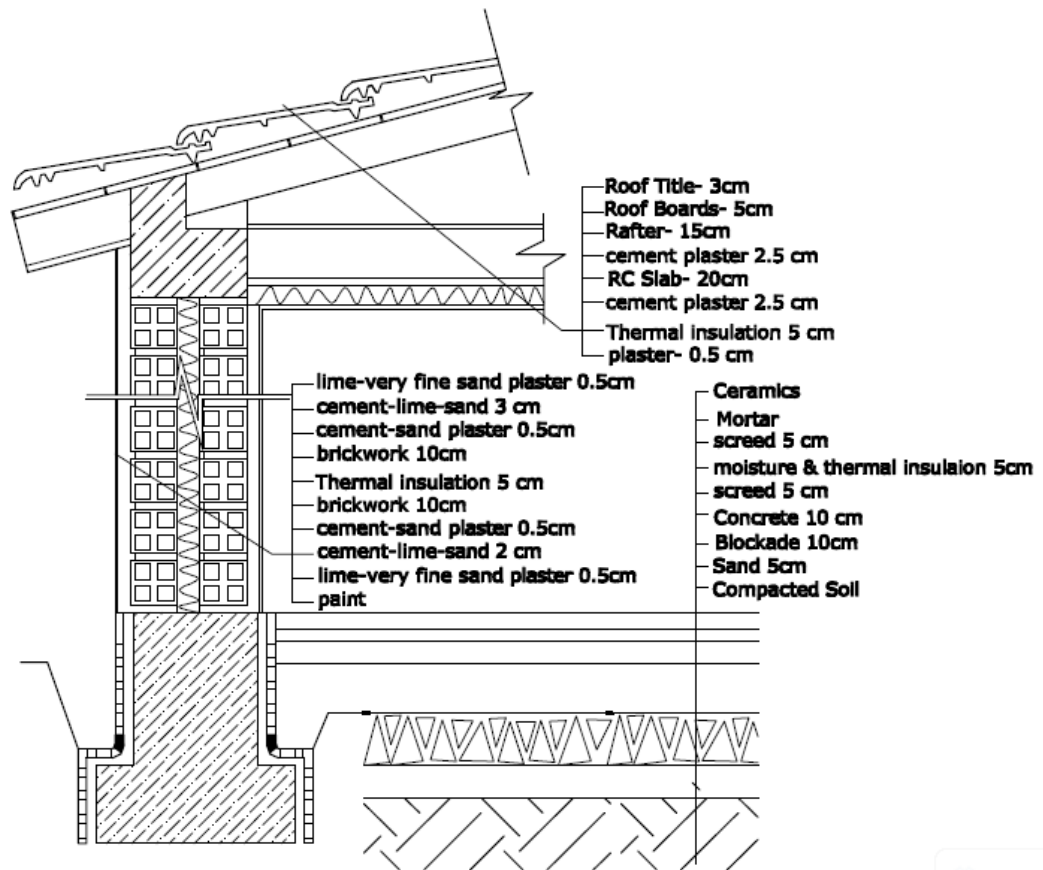 Roof Title- 3cm
Roof Boards- 5cm
Rafter- 15cm
cement plaster 2.5 cm
RC Slab- 20cm
cement plaster 2.5 cm
Thermal insulation 5 cm
plaster- 0.5 cm
lime-very fine sand plaster 0.5cm
cement-lime-sand 3 cm
cement-sand plaster 0.5cm
brickwork 10cm
Thermal insulation 5 cm
brickwork 10cm
cement-sand plaster 0.5cm
cement-lime-sand 2 cm
lime-very fine sand plaster 0.5cm
paint
Ceramics
Mortar
screed 5 cm
moisture & thermal insulaion 5cm
screed 5 cm
Concrete 10 cm
Blockade 10cm
Sand 5cm
Compacted Soil